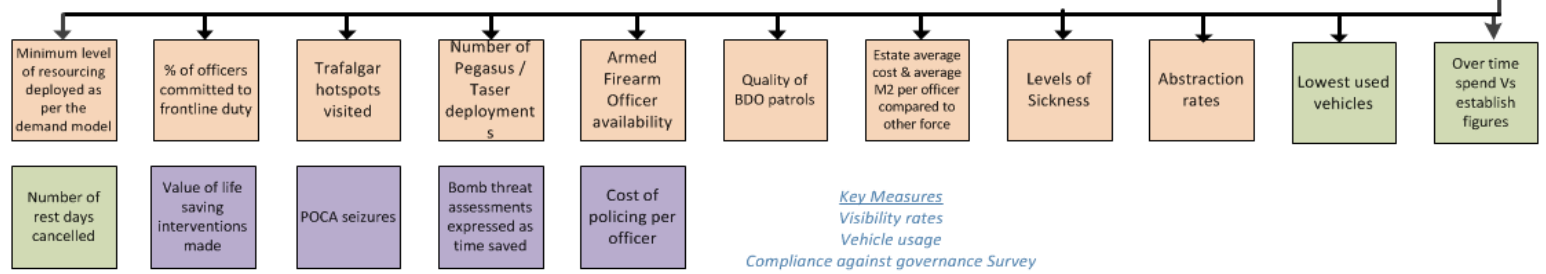 Minimum level
of resourcing
deployed as
per the
demand model
% of officers
committed to
frontline duty
Trafalgar
hotspots
visited
Number of
Pegasus /
Taser
deployment
s
Armed
Firearm
Officer
availability
Quality of
BDO patrols
Estate average
cost & average
M2 per officer
compared to
other force
Levels of
Sickness
Abstraction
rates
Lowest used
vehicles
Over time
spend Vs
establish
figures
Number of
rest days
cancelled
Value of life
saving
interventions
made
POCA seizures
Bomb threat
assessments
expressed as
time saved
Cost of
policing per
officer
Key Measures
Visibility rates
Vehicle usage
Compliance against governance Survey